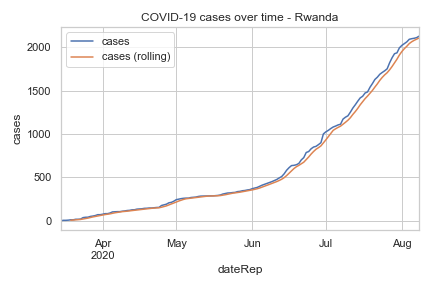 COVID-19 cases over time - Rwanda
cases
cases (rolling)
2000
1500
1000
500
0
cases
Apr
2020
May
Jun
Jul
Aug
dateRep